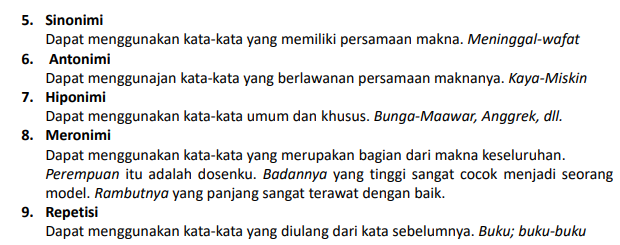 5. Sinonimi
Dapat menggunakan kata-kata yang memiliki persamaan makna. Meninggal-wafat
6. Antonimi
Dapat menggunajan kata-kata yang berlawanan persamaan maknanya. Kaya-Miskin
7. Hiponimi
Dapat menggunakan kata-kata umum dan khusus. Bunga-Maawar, Anggrek, dll.
8. Meronimi
Dapat menggunakan kata-kata yang merupakan bagian dari makna keseluruhan.
Perempuan itu adalah dosenku. Badannya yang tinggi sangat cocok menjadi seorang
model. Rambutnya yang panjang sangat terawat dengan baik.
9. Repetisi
Dapat menggunakan kata-kata yang diulang dari kata sebelumnya. Buku; buku-buku